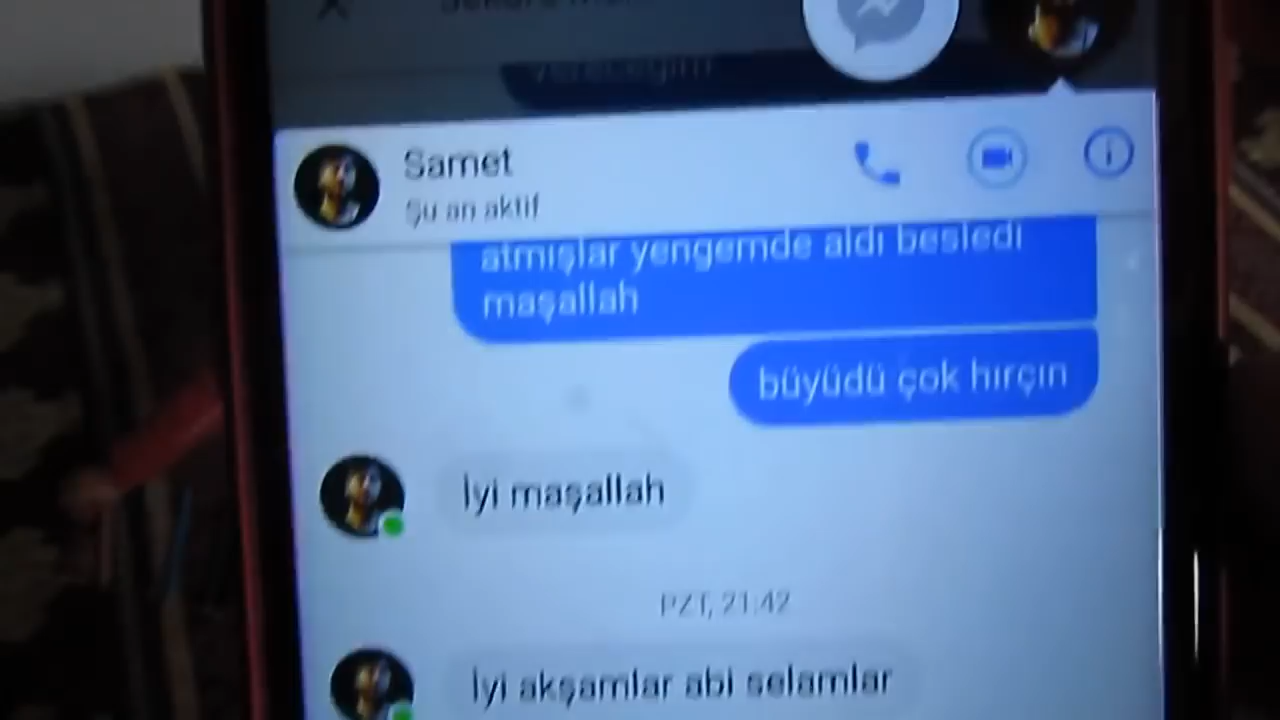 vereceğim
Samet
Şu an aktif
atmışlar yengemde aldı besledi
maşallah
büyüdü çok hırçın
İyi maşallah
PZT, 21:42
İyi akşamlar abi selamlar